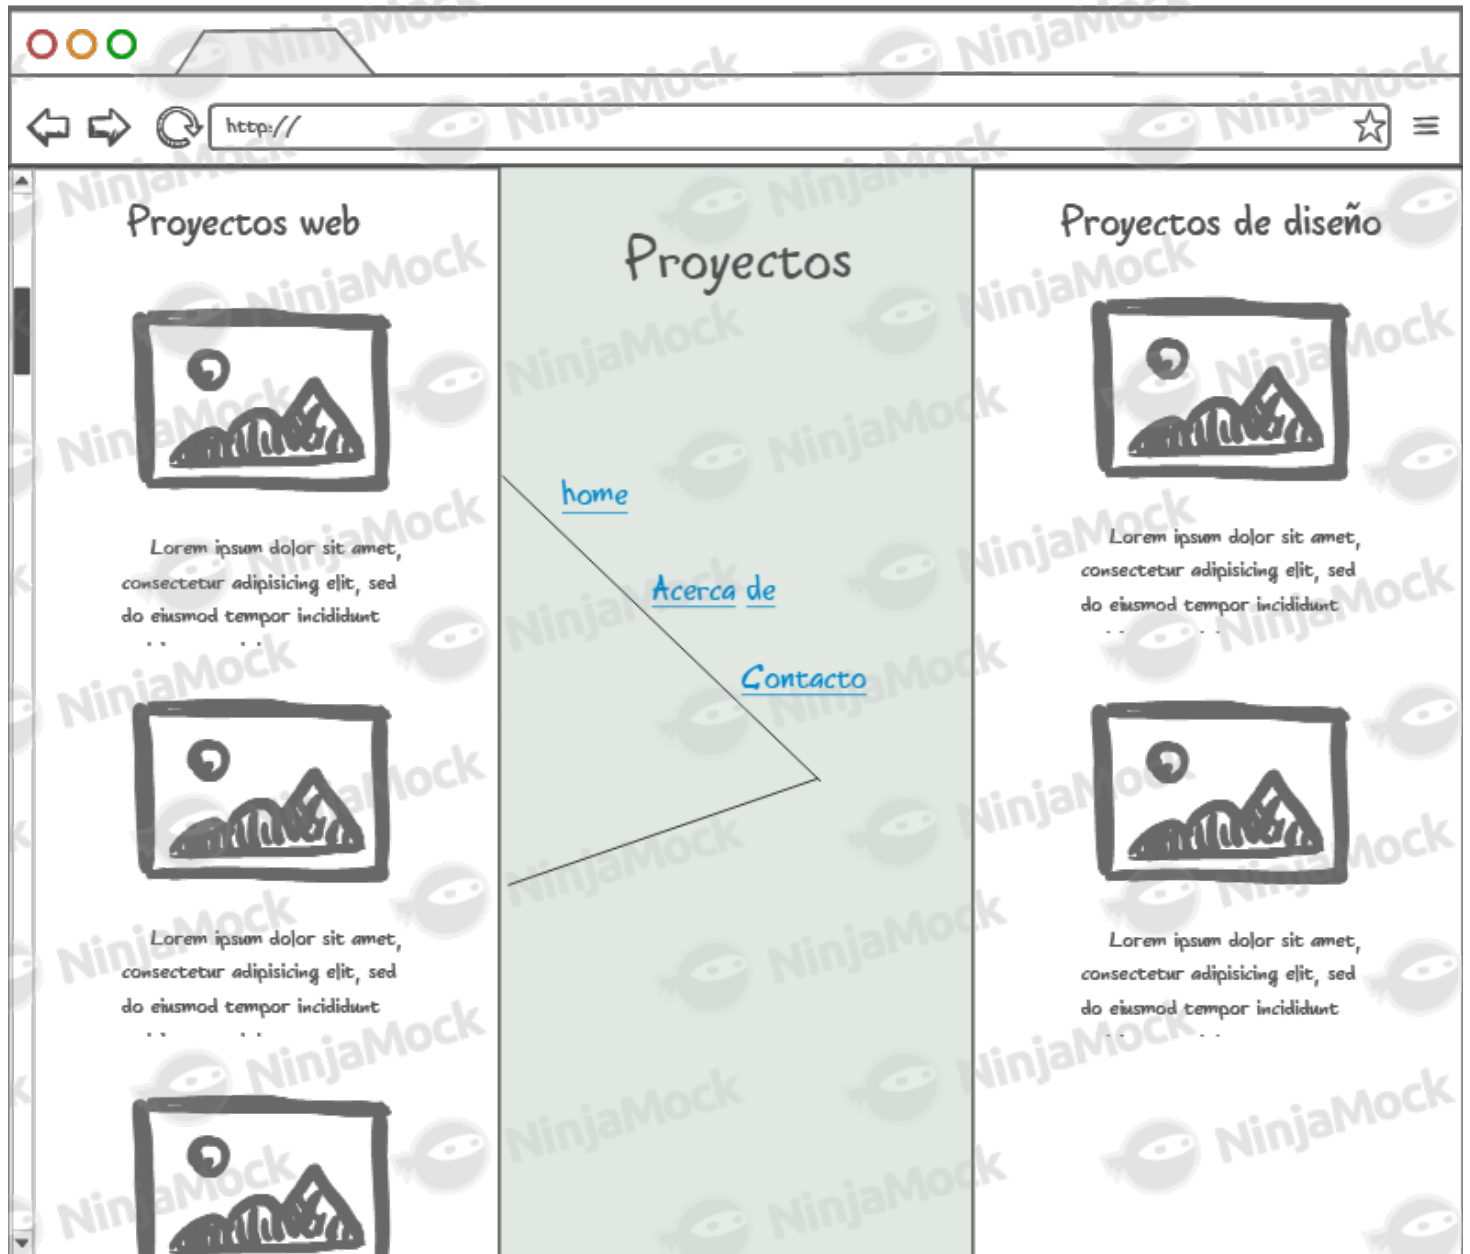 http://
Proyectos web
Lorem ipsum dolor sit amet,
consectetur adipisicing elit, sed
do eiusmod tempor incididunt
Lorem ipsum dolor sit amet,
consectetur adipisicing elit, sed
do eiusmod tempor incididunt
Proyectos
home
Acerca de
Contacto
Proyectos de diseño
Lorem ipsum dolor sit amet,
consectetur adipisicing elit, sed
do eiusmod tempor incididunt
Lorem ipsum dolor sit amet,
consectetur adipisicing elit, sed
do eiusmod tempor incididunt
NinjaMock